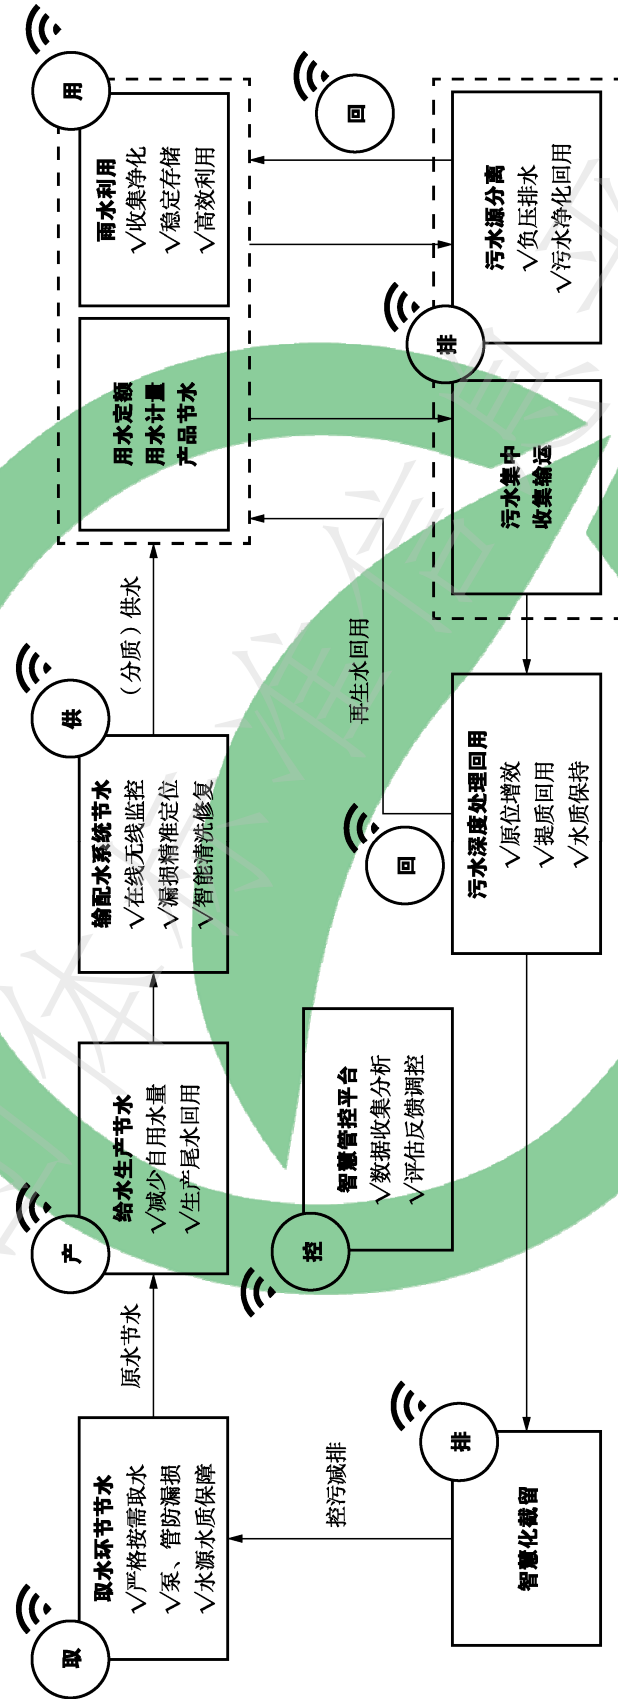 取
取水环节节水
√严格按需取水
√泵、管防漏损
√水源水质保障
原水节水
产
给水生产节水
√减少自用水量
√生产尾水回用
供
输配水系统节水
√在线无线监控
√漏损精准定位
√智能清洗修复
（分质）供水
用水定额
用水计量
产品节水
用
雨水利用
√收集净化
√稳定存储
√高效利用
控污减排
控
智慧管控平台
√数据收集分析
√评估反馈调控
回
再生水回用
回
排
智慧化截留
污水深度处理回用
√原位增效
√提质回用
√水质保持
污水集中
收集输运
排
污水源分离
√负压排水
√污水净化回用